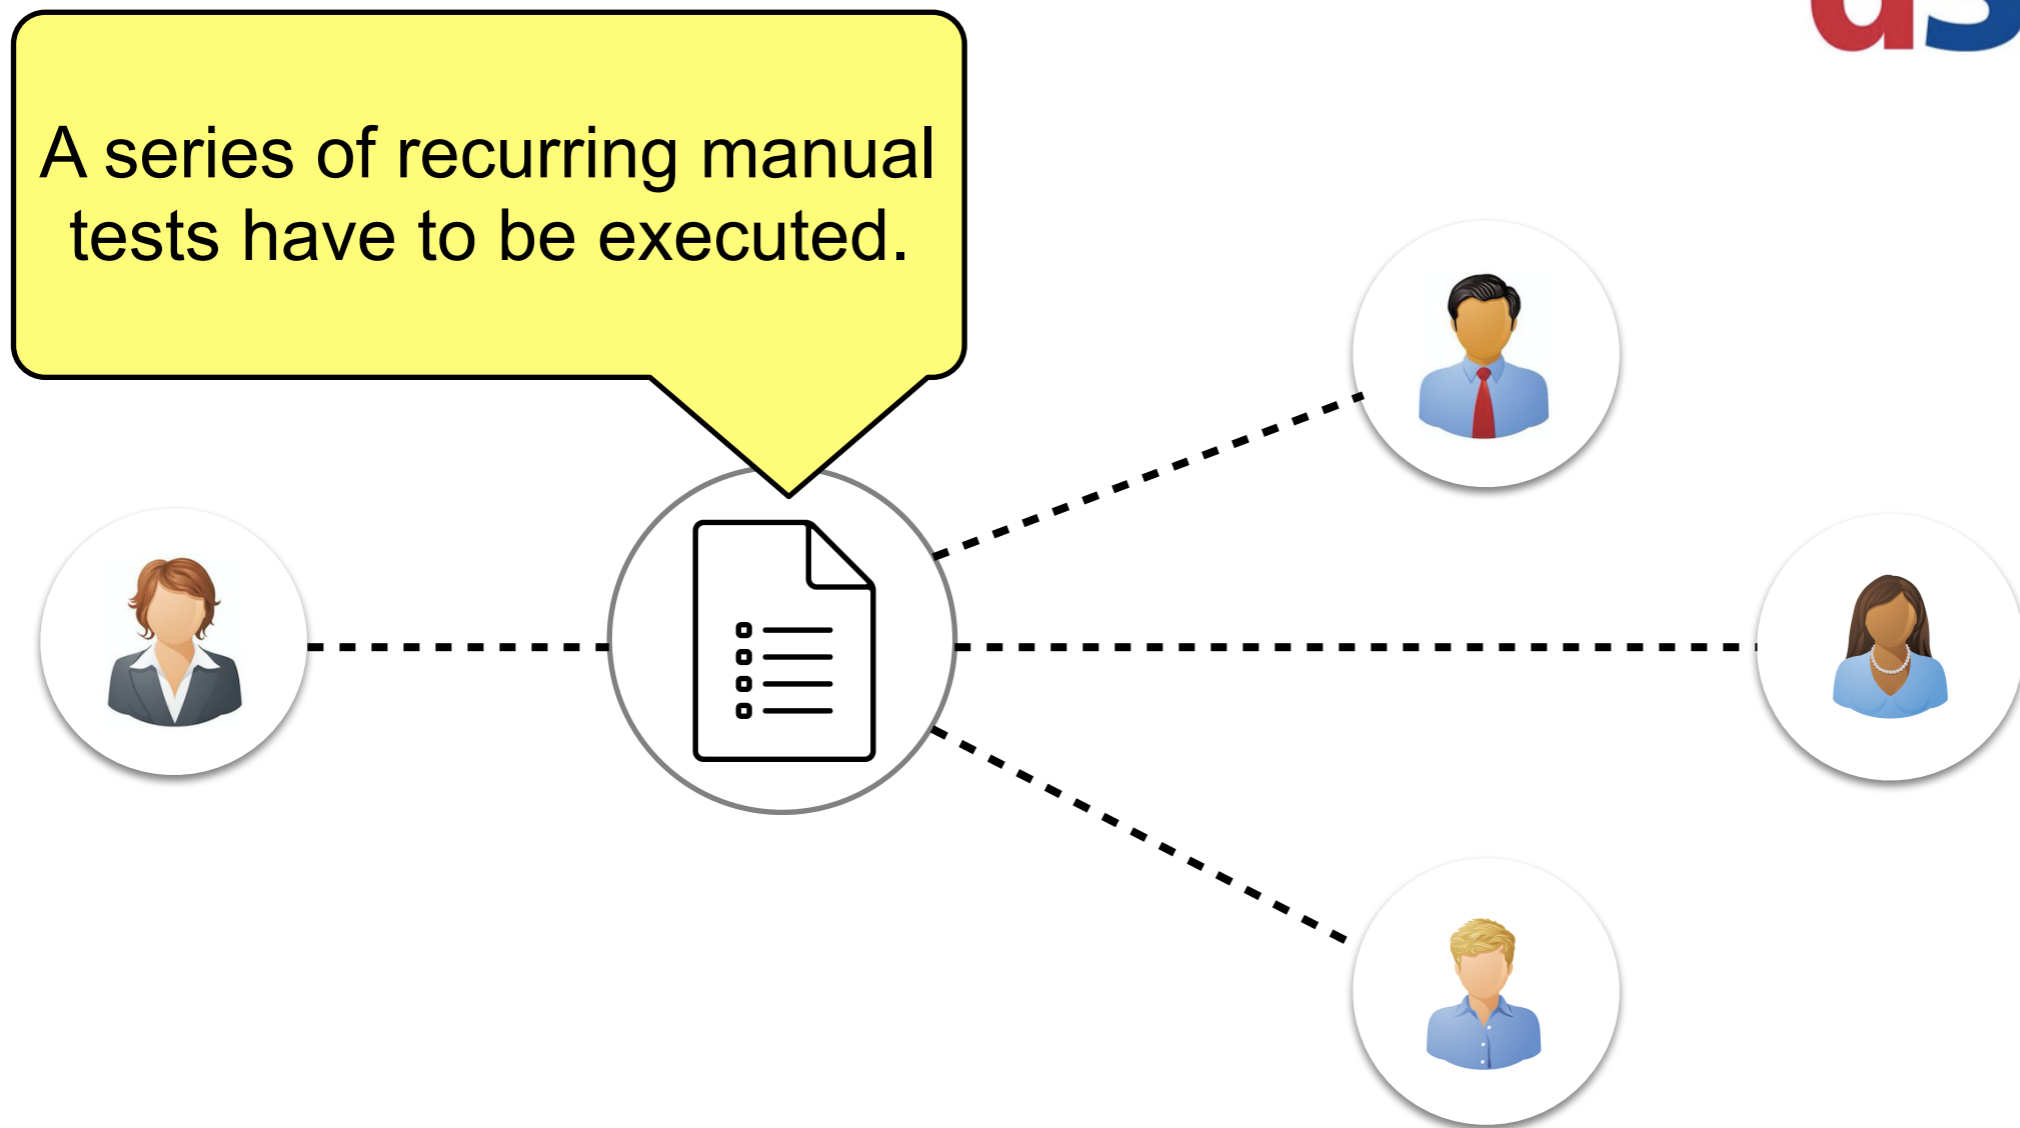 A series of recurring manual
tests have to be executed.